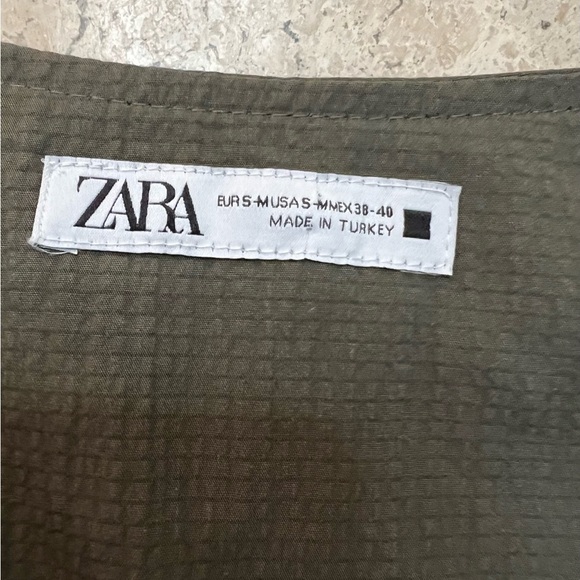 ZARA
EUR S-M USA S-M MEX 38-40
MADE IN TURKEY